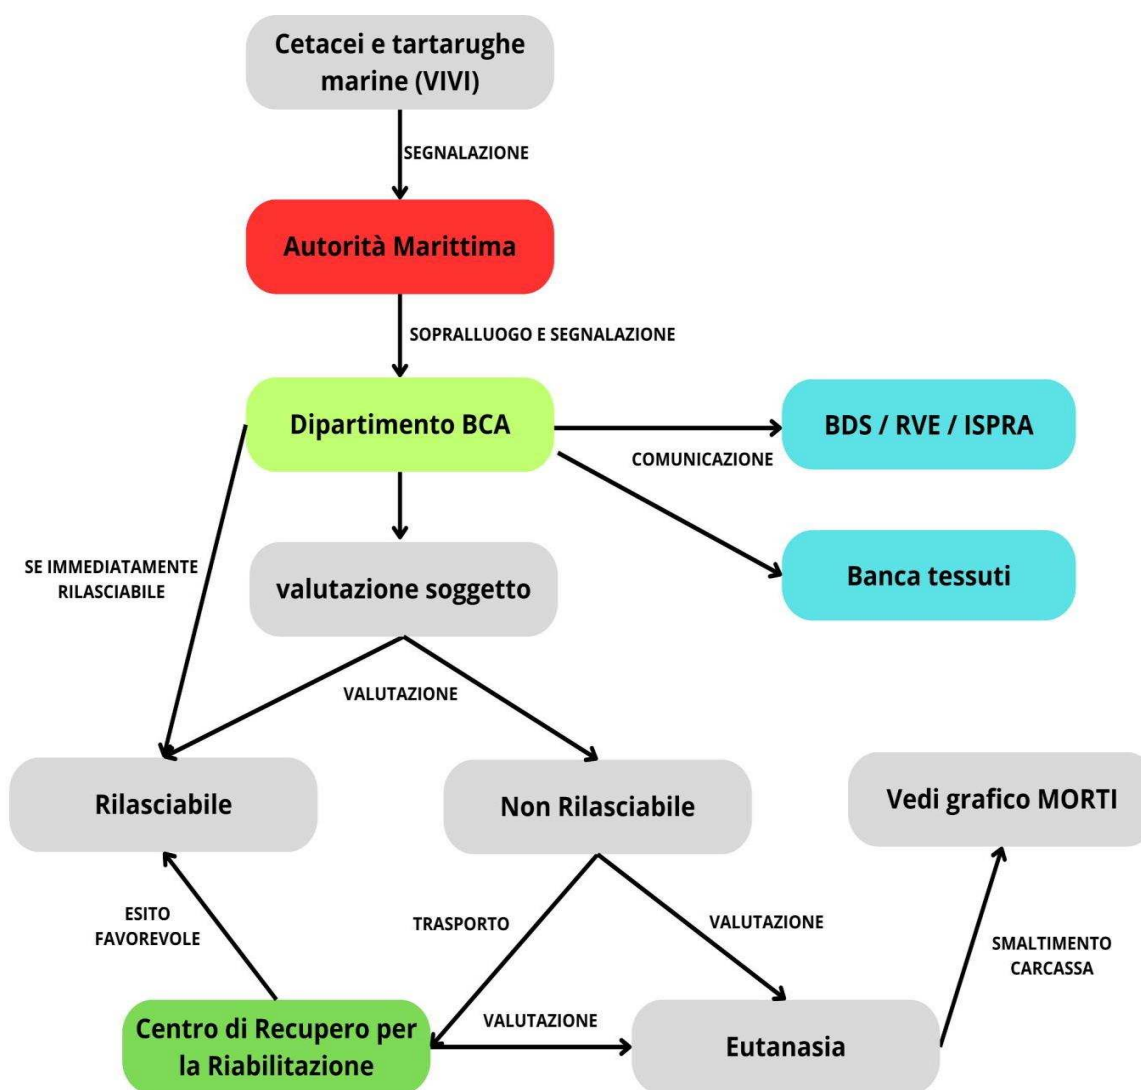 Cetacei e tartarughe
marine (VIVI)
SEGNALAZIONE
Autorità Marittima
SOPRALLUOGO E SEGNALAZIONE
Dipartimento BCA
BDS / RVE / ISPRA
COMUNICAZIONE
Banca tessuti
SE IMMEDIATAMENTE
RILASCIABILE
valutazione soggetto
VALUTAZIONE
Rilasciabile
Non Rilasciabile
Vedi grafico MORTI
ESITO
FAVOREVOLE
TRASPORTO
VALUTAZIONE
SMALTIMENTO
CARCASSA
Centro di Recupero per
la Riabilitazione
VALUTAZIONE
Eutanasia